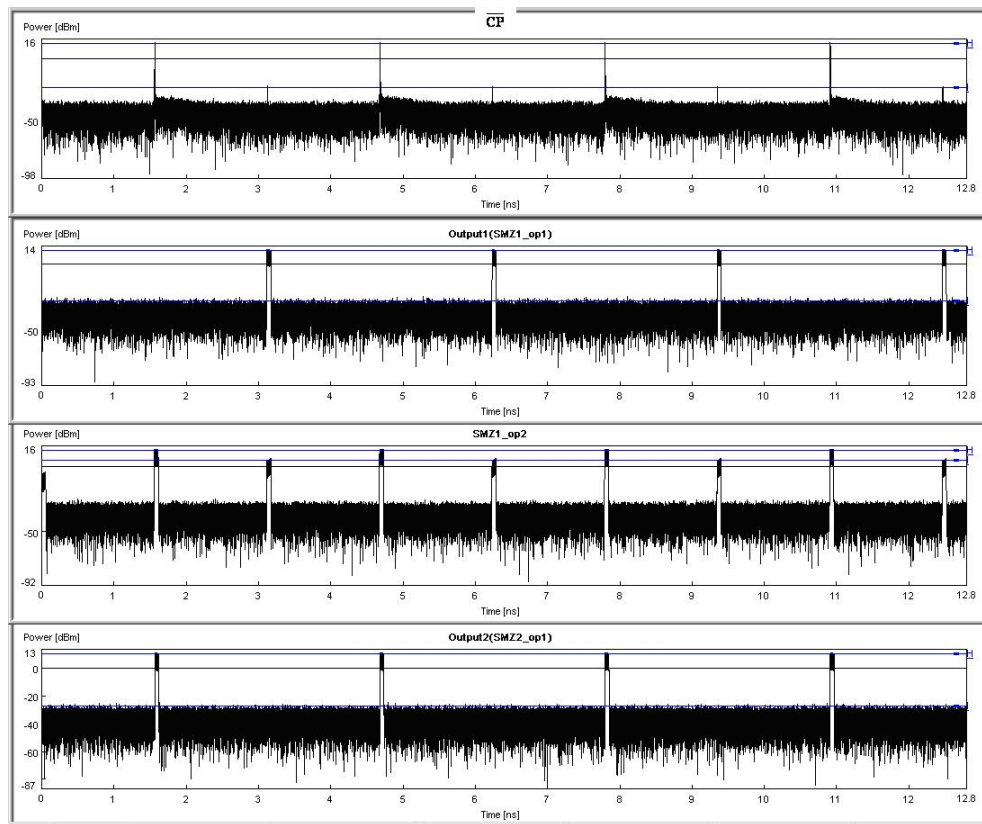 CP
Power [dBm]
16
-50
-98
0 1 2 3 4 5 6 7 8 9 10 11 12 12.8
Time [ns]
Power [dBm]
Output1(SMZ1_op1)
14
-50
-93
0 1 2 3 4 5 6 7 8 9 10 11 12 12.8
Time [ns]
Power [dBm]
SMZ1_op2
16
-50
-92
0 1 2 3 4 5 6 7 8 9 10 11 12 12.8
Time [ns]
Power [dBm]
Output2(SMZ2_op1)
13
0
-20
-40
-60
-87
0 1 2 3 4 5 6 7 8 9 10 11 12 12.8
Time [ns]